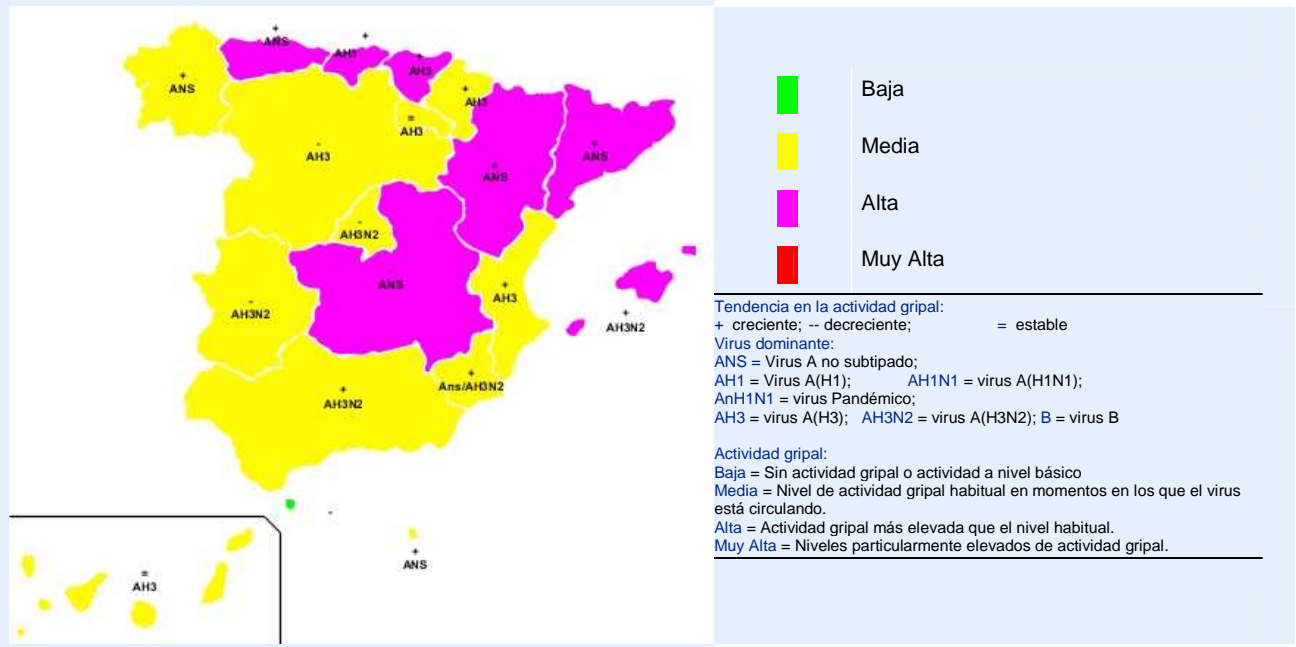 +
ANS
+
AH1
+
AH3
+
ANS
+
AH3
=
AH3
-
AH3
+
ANS
+
ANS
-
AH3N2
ANS
-
AH3N2
+
AH3
+
AH3N2
+
Ans/AH3N2
+
AH3N2
-
+
ANS
=
AH3
Baja
Media
Alta
Muy Alta
Tendencia en la actividad gripal:
+ creciente; -- decreciente; = estable
Virus dominante:
ANS = Virus A no subtipado;
AH1 = Virus A(H1); AH1N1 = virus A(H1N1);
AnH1N1 = virus Pandémico;
AH3 = virus A(H3); AH3N2 = virus A(H3N2); B = virus B
Actividad gripal:
Baja = Sin actividad gripal o actividad a nivel básico
Media = Nivel de actividad gripal habitual en momentos en los que el virus
está circulando.
Alta = Actividad gripal más elevada que el nivel habitual.
Muy Alta = Niveles particularmente elevados de actividad gripal.